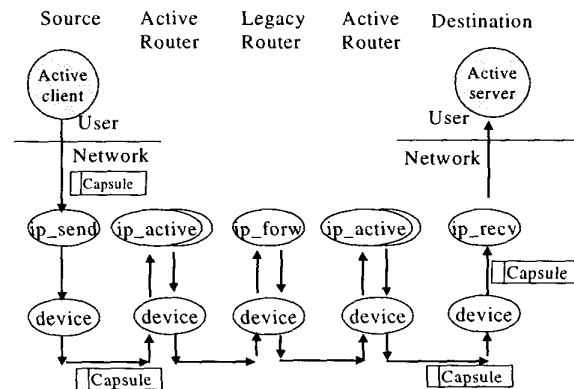 Source Active Router Legacy Router Active Router Destination
Active client
Active server
User
User
Network
Network
Capsule
ip_send ip_active ip_forw ip_active ip_recv
Capsule
device device device device device
Capsule
Capsule